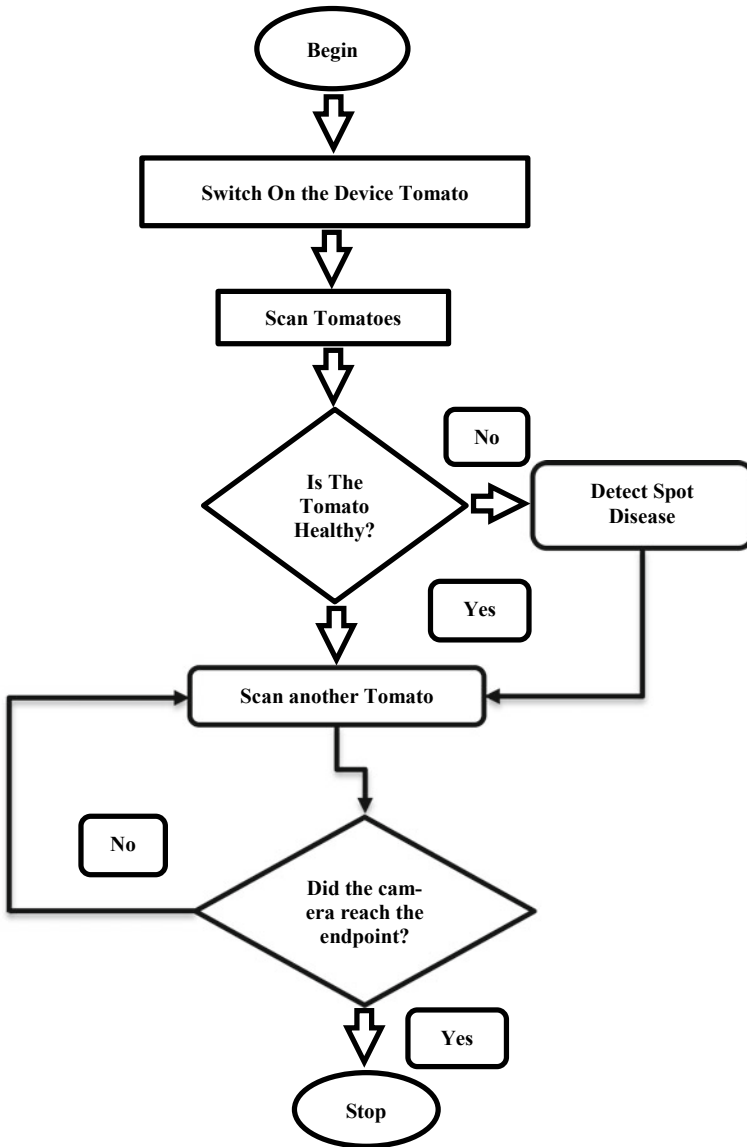 Begin
Switch On the Device Tomato
Scan Tomatoes
No
Is The
Tomato
Healthy?
Detect Spot
Disease
Yes
Scan another Tomato
No
Did the cam-
era reach the
endpoint?
Yes
Stop